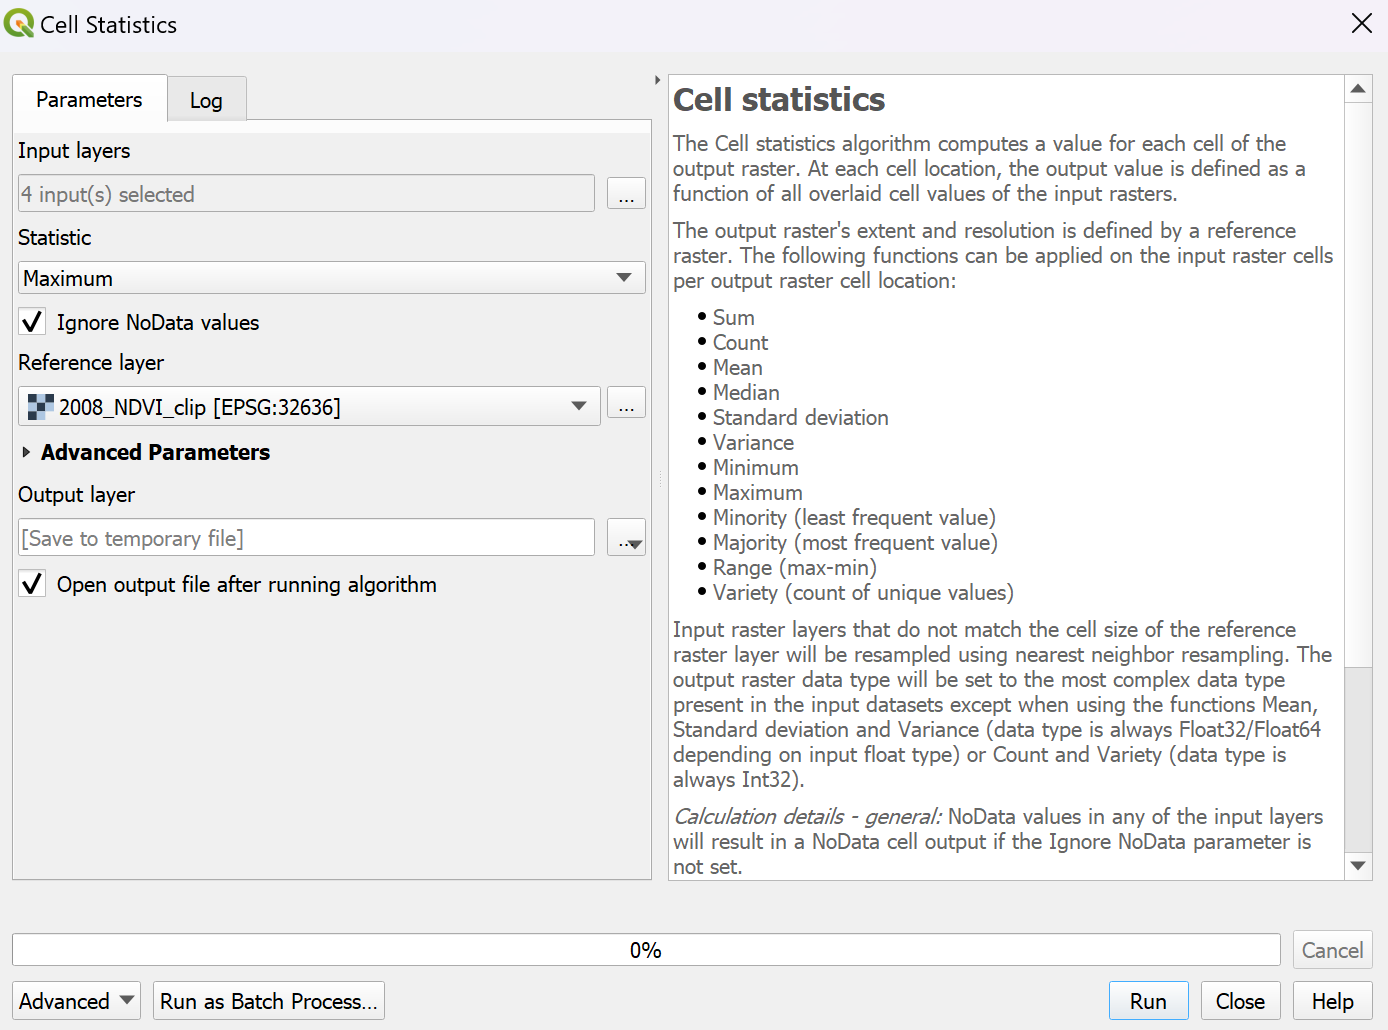 Cell Statistics
Parameters
Log
Input layers
4 input(s) selected
...
Statistic
Maximum
Ignore NoData values
Reference layer
2008_NDVI_clip [EPSG:32636]
...
Advanced Parameters
Output layer
[Save to temporary file]
...
Open output file after running algorithm
Cell statistics
The Cell statistics algorithm computes a value for each cell of the
output raster. At each cell location, the output value is defined as a
function of all overlaid cell values of the input rasters.
The output raster's extent and resolution is defined by a reference
raster. The following functions can be applied on the input raster cells
per output raster cell location:
• Sum
• Count
• Mean
• Median
• Standard deviation
• Variance
• Minimum
• Maximum
• Minority (least frequent value)
• Majority (most frequent value)
• Range (max-min)
• Variety (count of unique values)
Input raster layers that do not match the cell size of the reference
raster layer will be resampled using nearest neighbor resampling. The
output raster data type will be set to the most complex data type
present in the input datasets except when using the functions Mean,
Standard deviation and Variance (data type is always Float32/Float64
depending on input float type) or Count and Variety (data type is
always Int32).
Calculation details - general: NoData values in any of the input layers
will result in a NoData cell output if the Ignore NoData parameter is
not set.
0%
Cancel
Advanced
Run as Batch Process...
Run
Close
Help